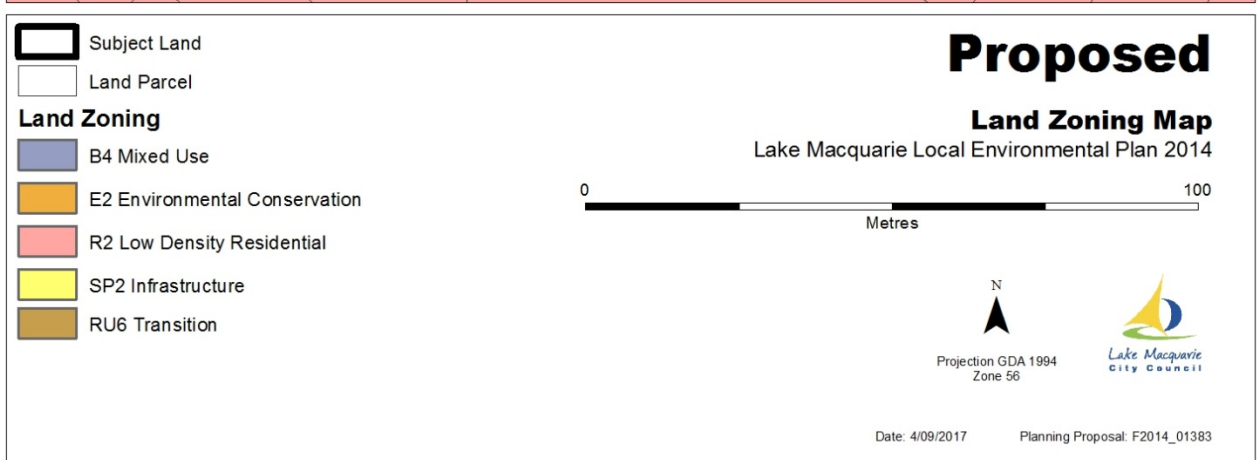 Subject Land
Land Parcel
Land Zoning
B4 Mixed Use
E2 Environmental Conservation
R2 Low Density Residential
SP2 Infrastructure
RU6 Transition
Proposed
Land Zoning Map
Lake Macquarie Local Environmental Plan 2014
0 100
Metres
N
Projection GDA 1994
Zone 56
Lake Macquarie
City Council
Date: 4/09/2017 Planning Proposal: F2014_01383